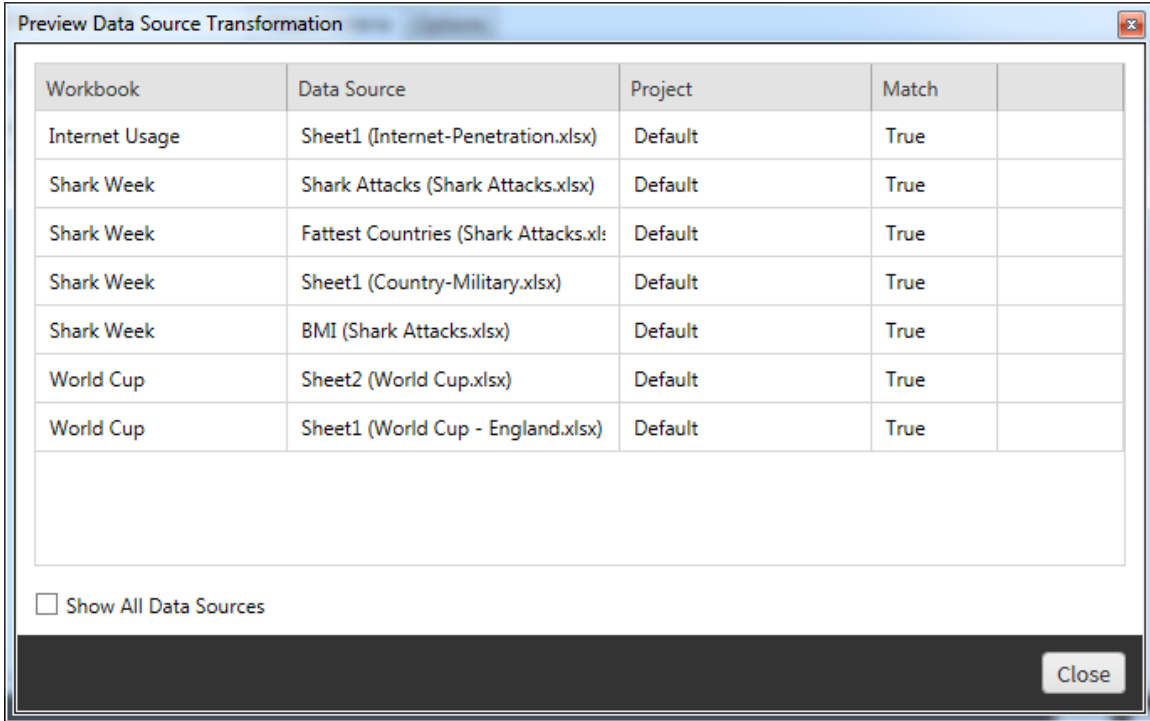 Preview Data Source Transformation
Workbook Data Source Project Match
Internet Usage Sheet1 (Internet-Penetration.xlsx) Default True
Shark Week Shark Attacks (Shark Attacks.xlsx) Default True
Shark Week Fattest Countries (Shark Attacks.xls Default True
Shark Week Sheet1 (Country-Military.xlsx) Default True
Shark Week BMI (Shark Attacks.xlsx) Default True
World Cup Sheet2 (World Cup.xlsx) Default True
World Cup Sheet1 (World Cup - England.xlsx) Default True
Show All Data Sources
Close